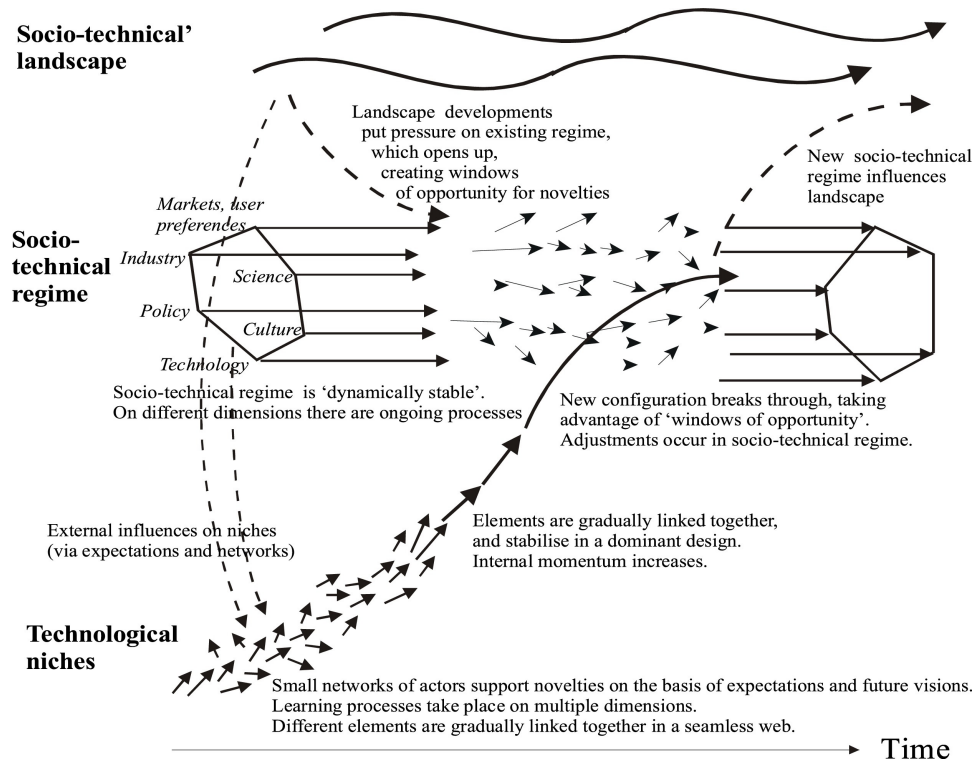 Socio-technical’
landscape
Landscape developments
put pressure on existing regime,
which opens up,
creating windows
of opportunity for novelties
New socio-technical
regime influences
landscape
Markets, user
preferences
Socio-
technical
regime
Industry
Science
Policy
Culture
Technology
Socio-technical regime is ‘dynamically stable’.
On different dimensions there are ongoing processes
New configuration breaks through, taking
advantage of ‘windows of opportunity’.
Adjustments occur in socio-technical regime.
External influences on niches
(via expectations and networks)
Elements are gradually linked together,
and stabilise in a dominant design.
Internal momentum increases.
Technological
niches
Small networks of actors support novelties on the basis of expectations and future visions.
Learning processes take place on multiple dimensions.
Different elements are gradually linked together in a seamless web.
Time